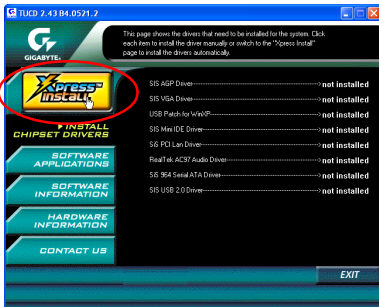 TUCD 2.43 B4.0521.2
GIGABYTE
This page shows the drivers that need to be installed for the system. Click
each item to install the driver manually or switch to the "Xpress Install"
page to install the drivers automatically.
Xpress
Install
INSTALL
CHIPSET DRIVERS
SOFTWARE
APPLICATIONS
SOFTWARE
INFORMATION
HARDWARE
INFORMATION
CONTACT US
SIS AGP Driver not installed
SIS VGA Driver not installed
USB Patch for WinXP not installed
SIS Mini IDE Driver not installed
SiS PCI Lan Driver not installed
RealTek AC97 Audio Driver not installed
SiS 964 Serial ATA Driver not installed
SIS USB 2.0 Driver not installed
EXIT